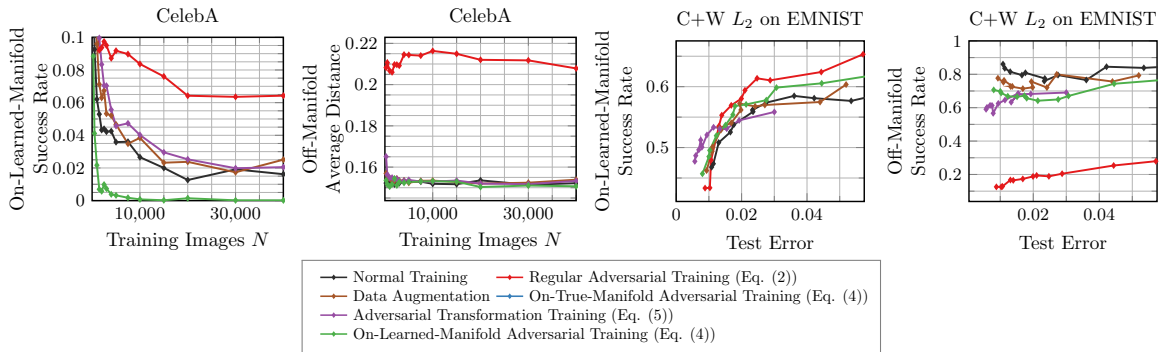 CelebA
On-Learned-Manifold
Success Rate
0.1
0.08
0.06
0.04
0.02
0
10,000
30,000
Training Images N
CelebA
Off-Manifold
Average Distance
0.22
0.2
0.18
0.16
10,000
30,000
Training Images N
C+W L2 on EMNIST
On-Learned-Manifold
Success Rate
0.6
0.5
0
0.02
0.04
Test Error
C+W L2 on EMNIST
Off-Manifold
Success Rate
1
0.8
0.6
0.4
0.2
0.02
0.04
Test Error
Normal Training
Regular Adversarial Training (Eq. (2))
Data Augmentation
On-True-Manifold Adversarial Training (Eq. (4))
Adversarial Transformation Training (Eq. (5))
On-Learned-Manifold Adversarial Training (Eq. (4))